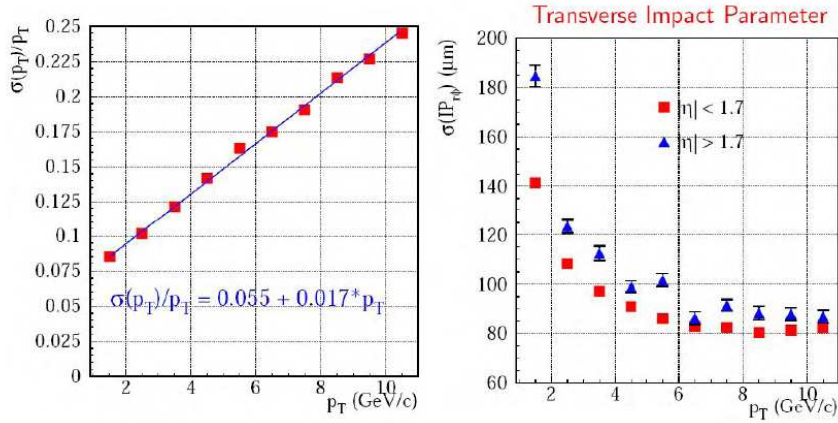 Transverse Impact Parameter
σ(p_T)/p_T
0.25
0.225
0.2
0.175
0.15
0.125
0.1
0.075
0.05
0.025
0
σ(p_T)/p_T = 0.055 + 0.017*p_T
2 4 6 8 10
p_T (GeV/c)
σ(IP_rφ) (μm)
200
180
160
140
120
100
80
60
|η| < 1.7
|η| > 1.7
2 4 6 8 10
p_T (GeV/c)